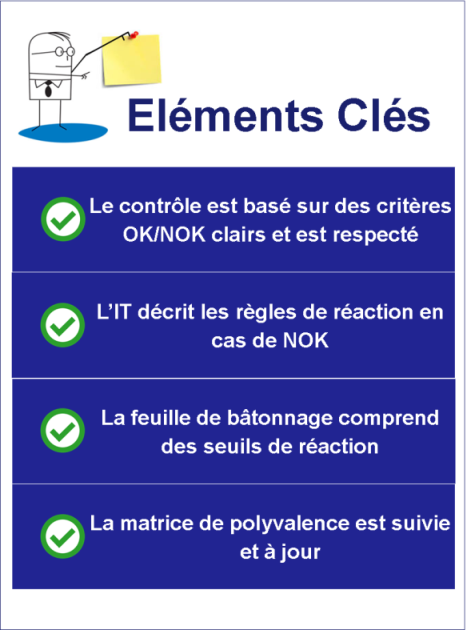 Eléments Clés
Le contrôle est basé sur des critères
OK/NOK clairs et est respecté
L’IT décrit les règles de réaction en
cas de NOK
La feuille de bâtonnage comprend
des seuils de réaction
La matrice de polyvalence est suivie
et à jour